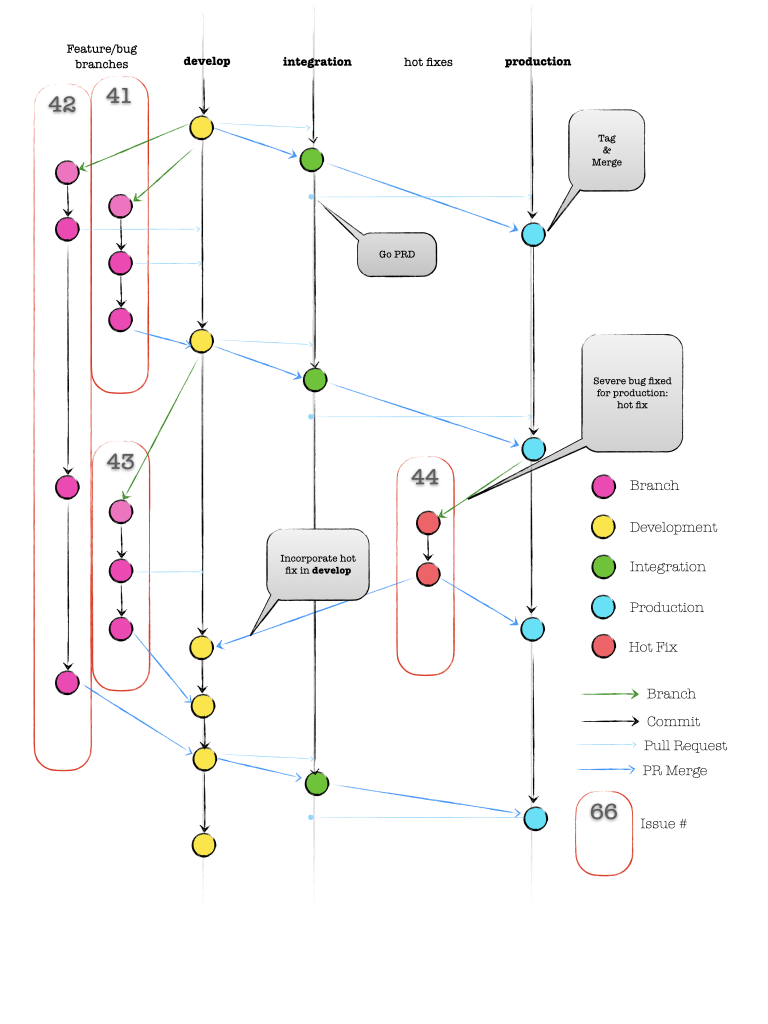 Feature/bug
branches
develop
integration
hot fixes
production
42
41
Tag
&
Merge
Go PRD
Severe bug fixed
for production:
hot fix
43
44
Incorporate hot
fix in develop
Branch
Development
Integration
Production
Hot Fix
Branch
Commit
Pull Request
PR Merge
66
Issue #